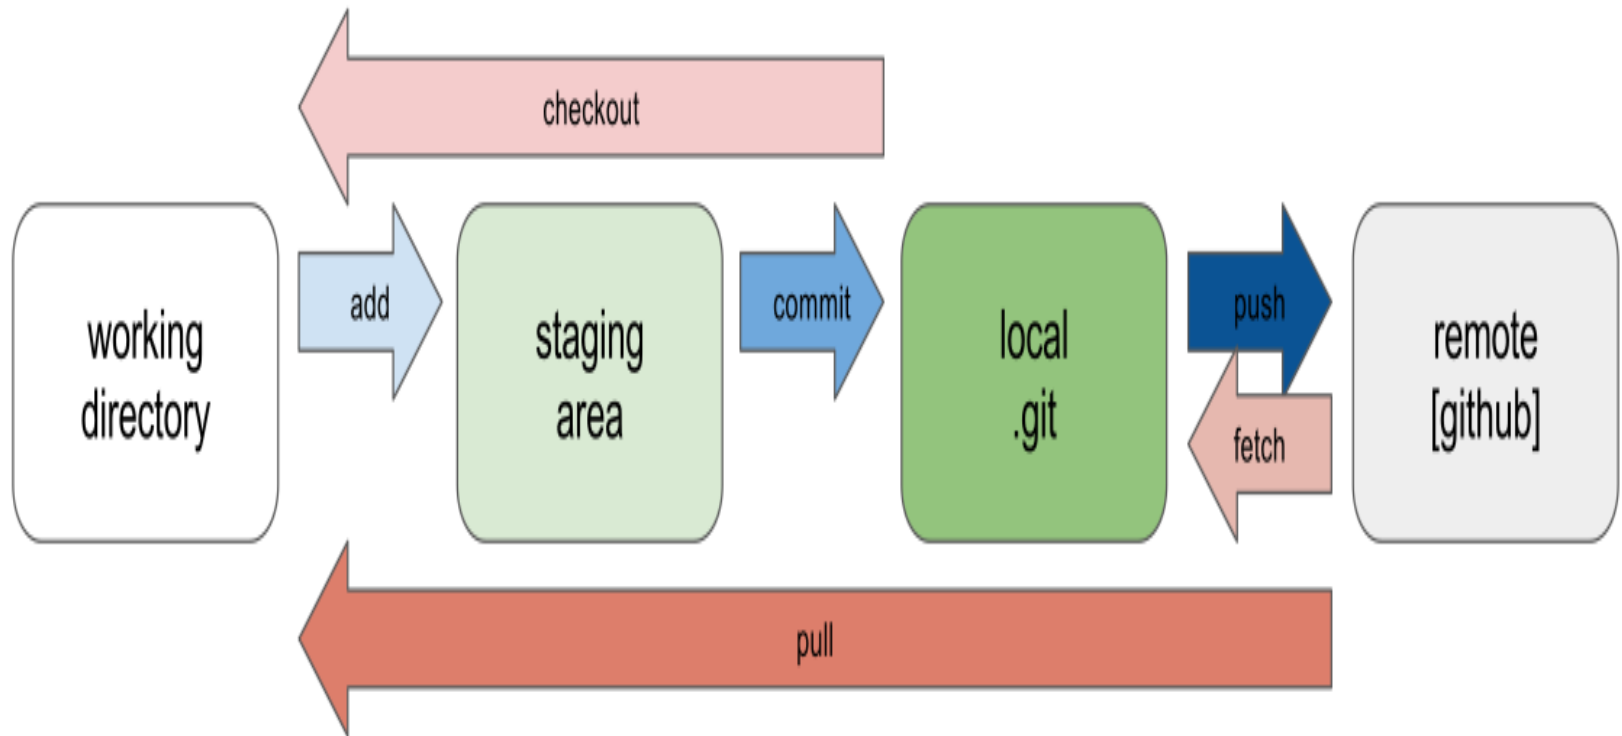 checkout
working
directory
add
staging
area
commit
local
.git
push
fetch
remote
[github]
pull